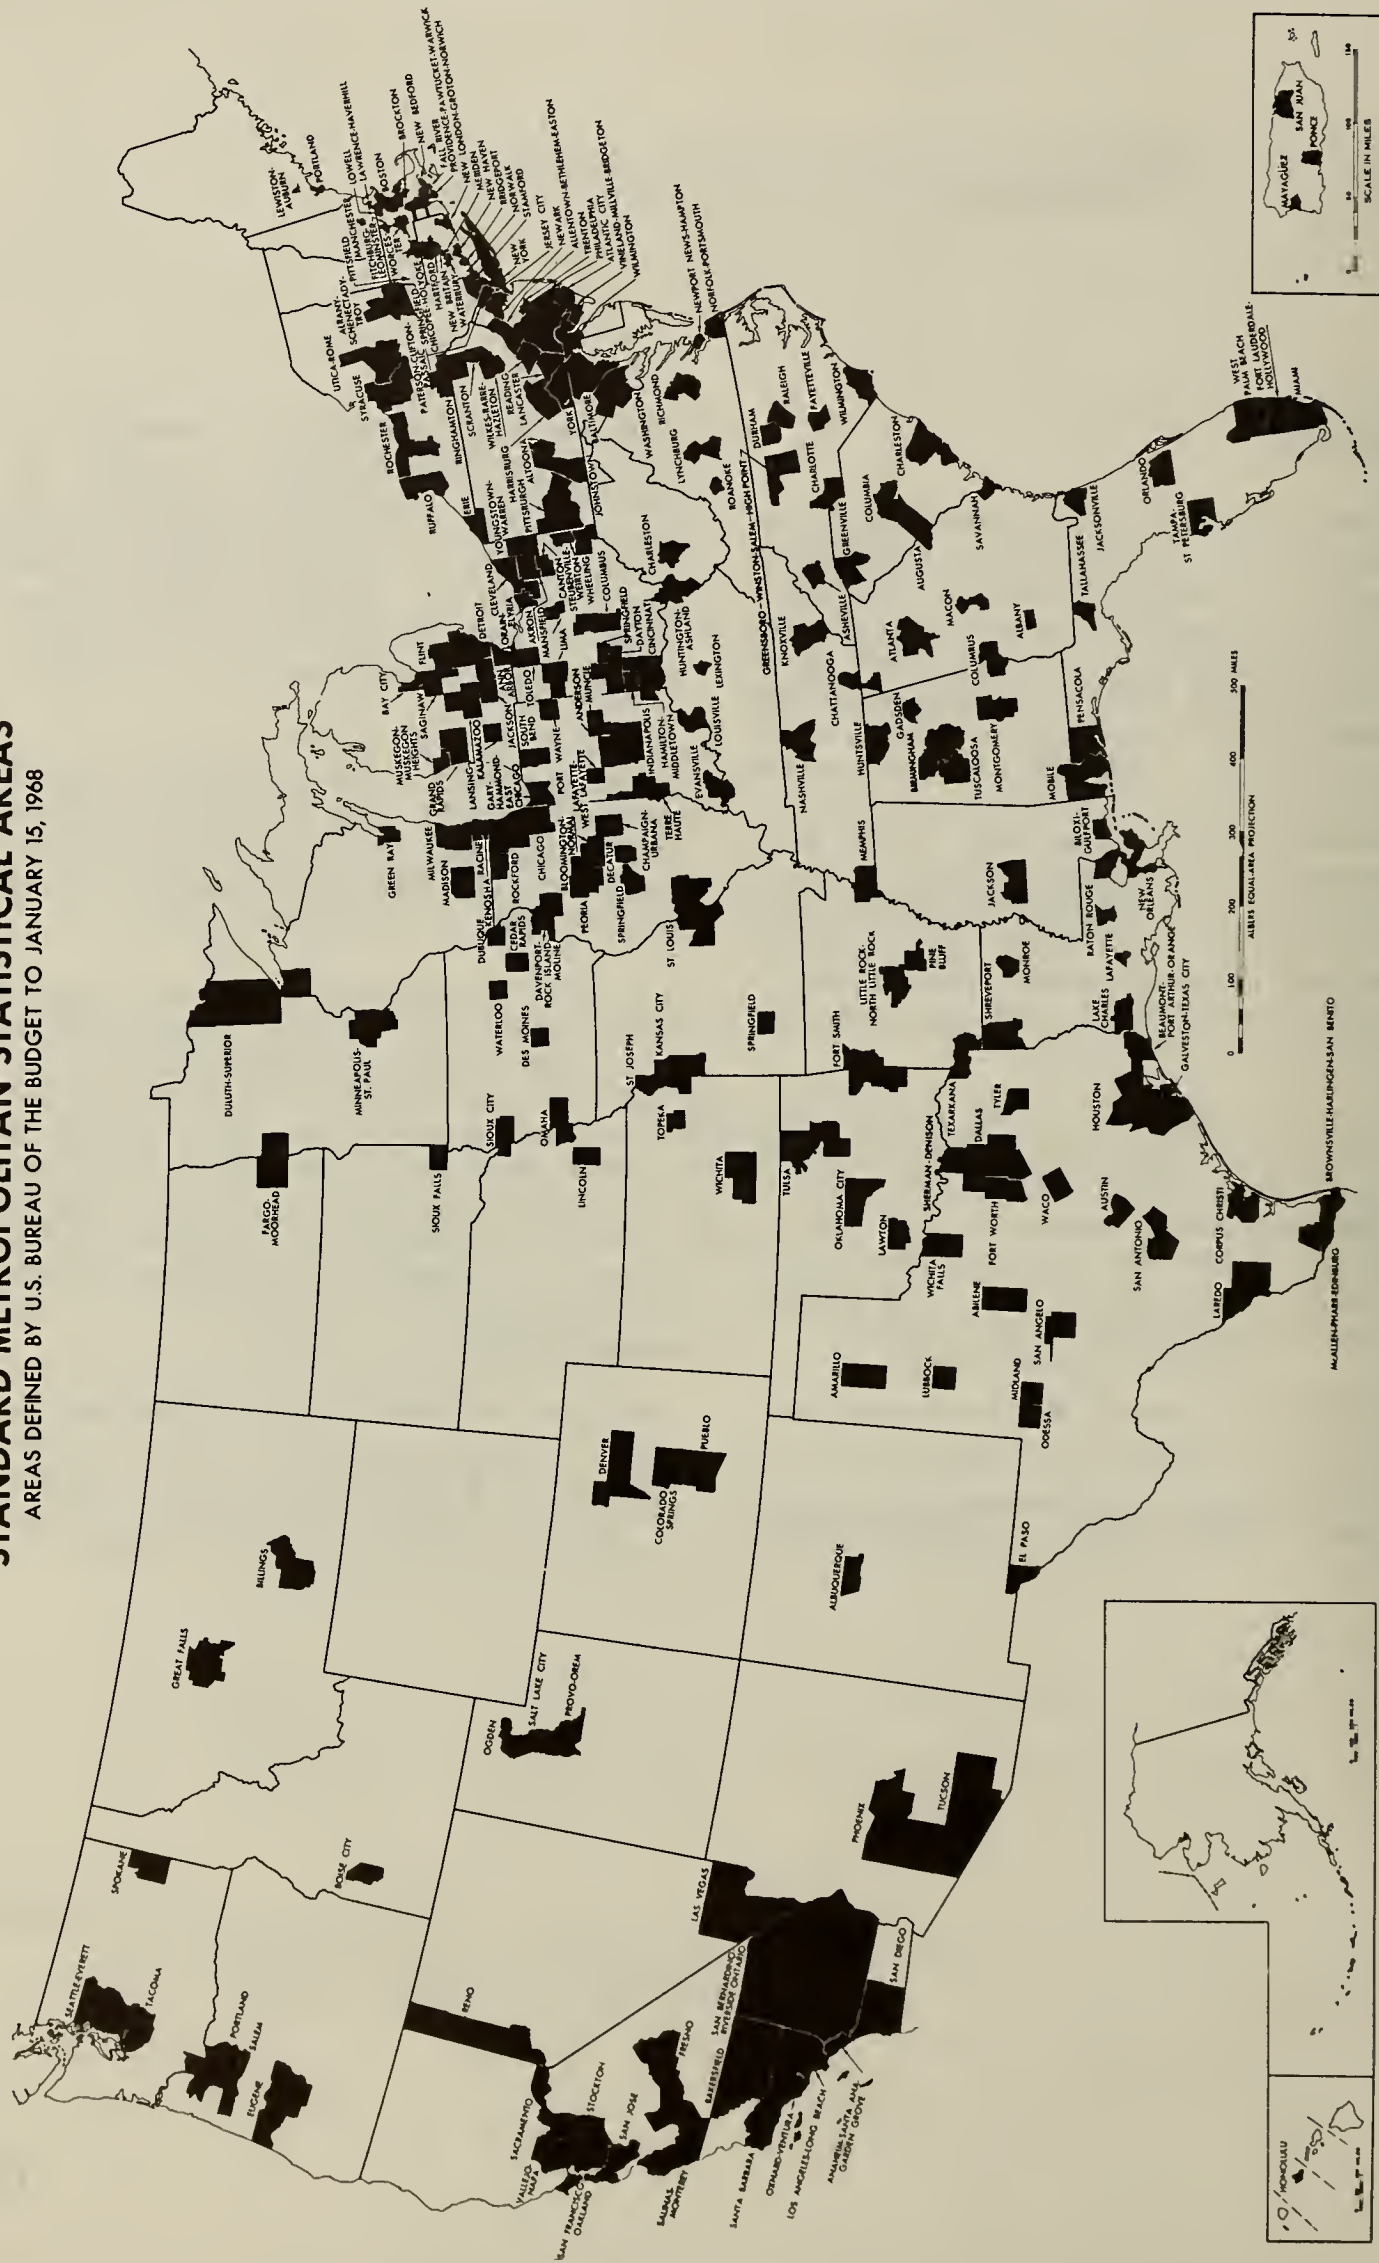 STANDARD METROPOLITAN STATISTICAL AREAS
AREAS DEFINED BY U.S. BUREAU OF THE BUDGET TO JANUARY 15, 1968
SEATTLE-EVERETT
TACOMA
SPOKANE
PORTLAND
SALEM
EUGENE
BOISE CITY
GREAT FALLS
BILLINGS
RENO
LAS VEGAS
SACRAMENTO
VALLEJO-
NAPA
SAN FRANCISCO-
OAKLAND
STOCKTON
SAN JOSE
FRESNO
SALINAS-
MONTEREY
BAKERSFIELD
SAN BERNARDINO
RIVERSIDE-ONTARIO
SANTA BARBARA
OXNARD-VENTURA
LOS ANGELES-LONG BEACH
ANAHEIM-SANTA ANA-
GARDEN GROVE
SAN DIEGO
OGDEN
SALT LAKE CITY
PROVO-OREM
PHOENIX
TUCSON
DENVER
COLORADO
SPRINGS
PUEBLO
ALBUQUERQUE
EL PASO
FARGO-
MOORHEAD
SIOUX FALLS
DULUTH-SUPERIOR
MINNEAPOLIS-
ST. PAUL
SIOUX CITY
OMAHA
LINCOLN
WATERLOO
DES MOINES
DUBUQUE
CEDAR
RAPIDS
DAVENPORT-
ROCK ISLAND-
MOLINE
ST JOSEPH
KANSAS CITY
TOPEKA
WICHITA
SPRINGFIELD
ST LOUIS
TULSA
OKLAHOMA CITY
LAWTON
FORT SMITH
LITTLE ROCK-
NORTH LITTLE ROCK
PINE
BLUFF
AMARILLO
LUBBOCK
MIDLAND
ODESSA
SAN ANGELO
ABILENE
WICHITA
FALLS
SHERMAN-DENISON
TEXARKANA
DALLAS
FORT WORTH
TYLER
WACO
AUSTIN
SAN ANTONIO
HOUSTON
LAREDO
CORPUS CHRISTI
MCALLEN-PHARR-EDINBURG
BROWNSVILLE-HARLINGEN-SAN BENITO
BEAUMONT-
PORT ARTHUR-ORANGE
GALVESTON-TEXAS CITY
SHREVEPORT
MONROE
LAKE
CHARLES
LAFAYETTE
BATON ROUGE
NEW
ORLEANS
JACKSON
BILOXI-
GULFPORT
MEMPHIS
GREEN BAY
MILWAUKEE
MADISON
RACINE
KENOSHA
ROCKFORD
CHICAGO
BLOOMINGTON-
NORMAL
PEORIA
DECATUR
SPRINGFIELD
CHAMPAIGN-
URBANA
GARY-
HAMMOND-
EAST
CHICAGO
SOUTH
BEND
FORT WAYNE
LAFAYETTE-
WEST LAFAYETTE
ANDERSON
MUNCIE
INDIANAPOLIS
TERRE
HAUTE
EVANSVILLE
HAMILTON-
MIDDLETOWN
LOUISVILLE
LEXINGTON
HUNTINGTON-
ASHLAND
MUSKEGON-
MUSKEGON
HEIGHTS
GRAND
RAPIDS
BAY CITY
SAGINAW
FLINT
LANSING
KALAMAZOO
JACKSON
ANN
ARBOR
DETROIT
TOLEDO
LIMA
MANSFIELD
LORAIN-
ELYRIA
CLEVELAND
AKRON
CANTON
YOUNGSTOWN-
WARREN
STEUBENVILLE-
WEIRTON
WHEELING
COLUMBUS
SPRINGFIELD
DAYTON
CINCINNATI
CHARLESTON
ERIE
PITTSBURGH
JOHNSTOWN
ALTOONA
HARRISBURG
YORK
LANCASTER
READING
WILKES-BARRE-
HAZLETON
SCRANTON
BUFFALO
ROCHESTER
SYRACUSE
UTICA-ROME
BINGHAMTON
ALBANY-
SCHENECTADY-
TROY
PATERSON-CLIFTON-
PASSAIC
SPRINGFIELD-
CHICOPEE-HOLYOKE
HARTFORD
NEW
BRITAIN
WATERBURY
PITTSFIELD
MANCHESTER
FITCHBURG-
LEOMINSTER
WORCES-
TER
LEWISTON-
AUBURN
PORTLAND
LOWELL
LAWRENCE-HAVERHILL
BOSTON
BROCKTON
NEW BEDFORD
FALL RIVER
PROVIDENCE-PAWTUCKET-WARWICK
NEW LONDON-GROTON-NORWICH
MERIDEN
NEW HAVEN
BRIDGEPORT
NORWALK
STAMFORD
NEW
YORK
JERSEY CITY
NEWARK
ALLENTOWN-BETHLEHEM-EASTON
TRENTON
PHILADELPHIA
ATLANTIC CITY
VINELAND-MILLVILLE-BRIDGETON
WILMINGTON
BALTIMORE
WASHINGTON
RICHMOND
LYNCHBURG
ROANOKE
NEWPORT NEWS-HAMPTON
NORFOLK-PORTSMOUTH
GREENSBORO-WINSTON-SALEM-HIGH POINT
DURHAM
RALEIGH
FAYETTEVILLE
WILMINGTON
CHARLOTTE
ASHEVILLE
GREENVILLE
COLUMBIA
CHARLESTON
KNOXVILLE
CHATTANOOGA
NASHVILLE
HUNTSVILLE
GADSDEN
BIRMINGHAM
TUSCALOOSA
MONTGOMERY
MOBILE
PENSACOLA
ATLANTA
AUGUSTA
MACON
COLUMBUS
ALBANY
SAVANNAH
TALLAHASSEE
JACKSONVILLE
ORLANDO
TAMPA-
ST PETERSBURG
WEST
PALM BEACH
FORT LAUDERDALE-
HOLLYWOOD
MIAMI
0 100 200 300 400 500 MILES
ALBERS EQUAL-AREA PROJECTION
HONOLULU
MAYAGÜEZ
SAN JUAN
PONCE
0 50 100 150
SCALE IN MILES